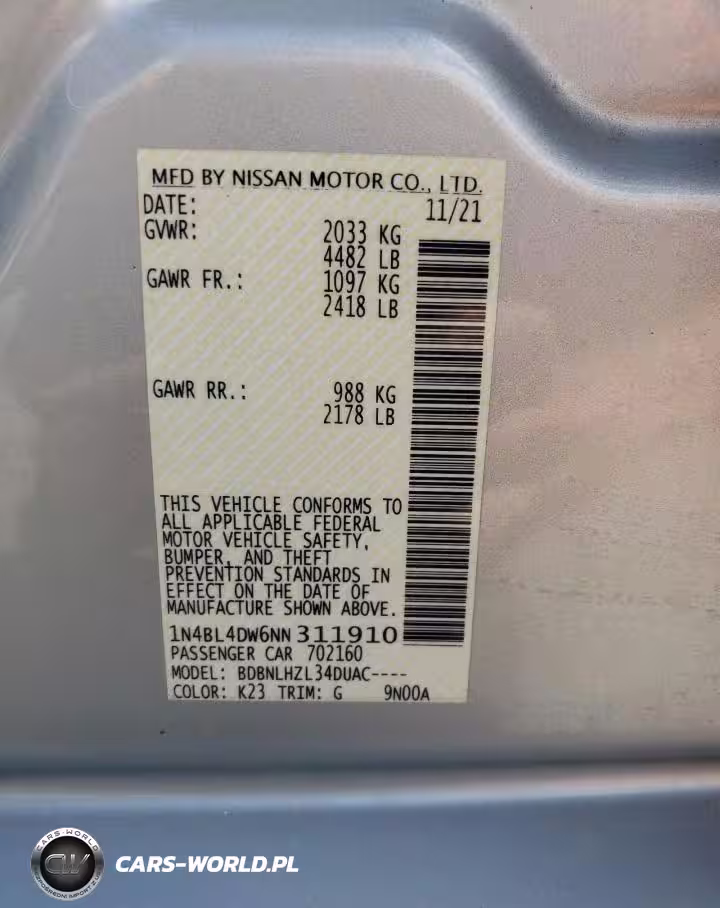 MFD BY NISSAN MOTOR CO., LTD.
DATE: 11/21
GVWR: 2033 KG
4482 LB
GAWR FR.: 1097 KG
2418 LB
GAWR RR.: 988 KG
2178 LB
THIS VEHICLE CONFORMS TO
ALL APPLICABLE FEDERAL
MOTOR VEHICLE SAFETY,
BUMPER, AND THEFT
PREVENTION STANDARDS IN
EFFECT ON THE DATE OF
MANUFACTURE SHOWN ABOVE.
1N4BL4DW6NN311910
PASSENGER CAR 702160
MODEL: BDBNLHZL34DUAC----
COLOR: K23 TRIM: G 9N00A
CARS-WORLD
CW
CARS-WORLD.PL